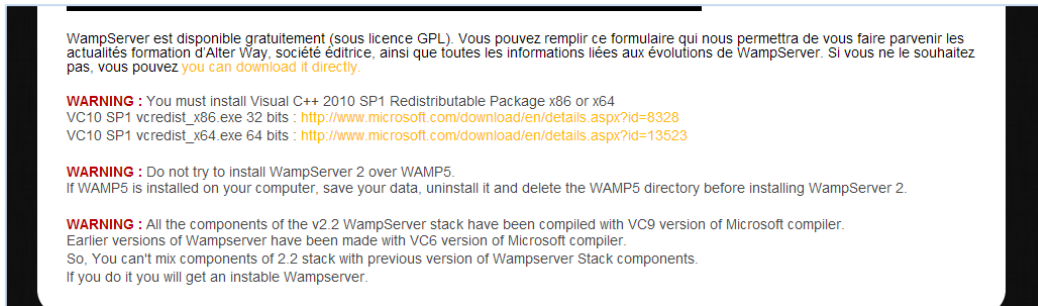 WampServer est disponible gratuitement (sous licence GPL). Vous pouvez remplir ce formulaire qui nous permettra de vous faire parvenir les
actualités formation d'Alter Way, société éditrice, ainsi que toutes les informations liées aux évolutions de WampServer. Si vous ne le souhaitez
pas, vous pouvez you can download it directly.
WARNING : You must install Visual C++ 2010 SP1 Redistributable Package x86 or x64
VC10 SP1 vcredist_x86.exe 32 bits : http://www.microsoft.com/download/en/details.aspx?id=8328
VC10 SP1 vcredist_x64.exe 64 bits : http://www.microsoft.com/download/en/details.aspx?id=13523
WARNING : Do not try to install WampServer 2 over WAMP5.
If WAMP5 is installed on your computer, save your data, uninstall it and delete the WAMP5 directory before installing WampServer 2.
WARNING : All the components of the v2.2 WampServer stack have been compiled with VC9 version of Microsoft compiler.
Earlier versions of Wampserver have been made with VC6 version of Microsoft compiler.
So, You can't mix components of 2.2 stack with previous version of Wampserver Stack components.
If you do it you will get an instable Wampserver.